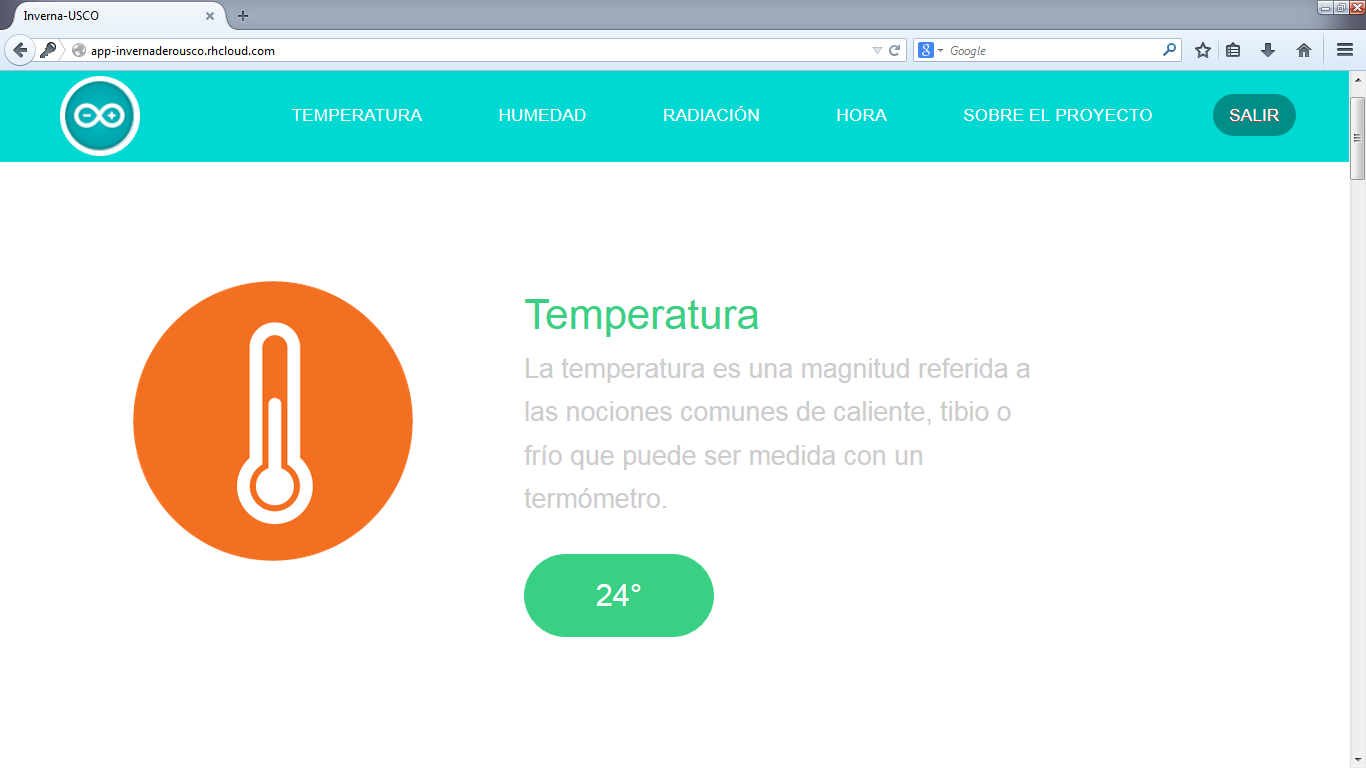 Inverna-USCO
app-invernaderousco.rhcloud.com
Google
TEMPERATURA HUMEDAD RADIACIÓN HORA SOBRE EL PROYECTO SALIR
Temperatura
La temperatura es una magnitud referida a
las nociones comunes de caliente, tibio o
frío que puede ser medida con un
termómetro.
24°